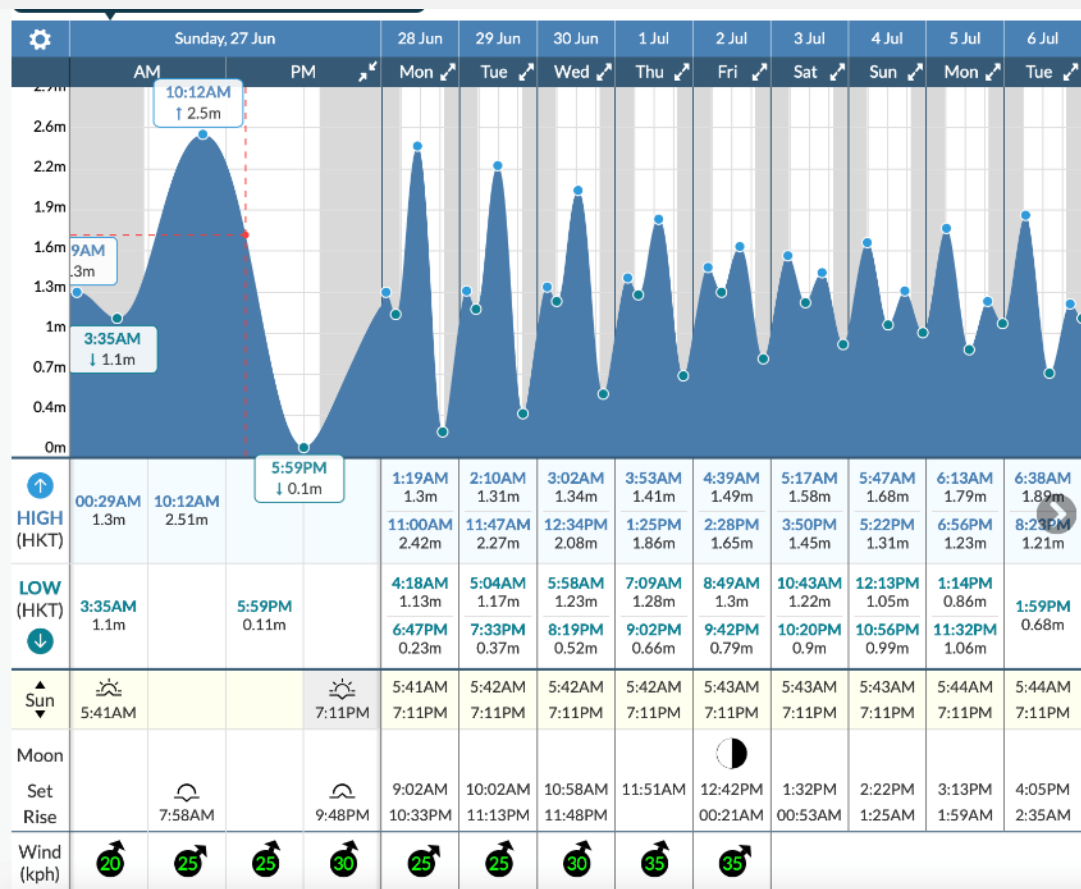 Sunday, 27 Jun 28 Jun 29 Jun 30 Jun 1 Jul 2 Jul 3 Jul 4 Jul 5 Jul 6 Jul
AM PM Mon Tue Wed Thu Fri Sat Sun Mon Tue
2.9m
10:12AM
↑ 2.5m
2.6m
2.2m
1.9m
1.6m
9AM
.3m
1.3m
1m
3:35AM
↓ 1.1m
0.7m
0.4m
0m
5:59PM
↓ 0.1m
HIGH
(HKT)
00:29AM 10:12AM 1:19AM 2:10AM 3:02AM 3:53AM 4:39AM 5:17AM 5:47AM 6:13AM 6:38AM
1.3m 2.51m 1.3m 1.31m 1.34m 1.41m 1.49m 1.58m 1.68m 1.79m 1.89m
11:00AM 11:47AM 12:34PM 1:25PM 2:28PM 3:50PM 5:22PM 6:56PM 8:23PM
2.42m 2.27m 2.08m 1.86m 1.65m 1.45m 1.31m 1.23m 1.21m
LOW
(HKT)
3:35AM 5:59PM 4:18AM 5:04AM 5:58AM 7:09AM 8:49AM 10:43AM 12:13PM 1:14PM 1:59PM
1.1m 0.11m 1.13m 1.17m 1.23m 1.28m 1.3m 1.22m 1.05m 0.86m 0.68m
6:47PM 7:33PM 8:19PM 9:02PM 9:42PM 10:20PM 10:56PM 11:32PM
0.23m 0.37m 0.52m 0.66m 0.79m 0.9m 0.99m 1.06m
Sun
5:41AM 7:11PM 5:41AM 5:42AM 5:42AM 5:42AM 5:43AM 5:43AM 5:43AM 5:44AM 5:44AM
7:11PM 7:11PM 7:11PM 7:11PM 7:11PM 7:11PM 7:11PM 7:11PM 7:11PM
Moon
Set 9:02AM 10:02AM 10:58AM 11:51AM 12:42PM 1:32PM 2:22PM 3:13PM 4:05PM
Rise 7:58AM 9:48PM 10:33PM 11:13PM 11:48PM 00:21AM 00:53AM 1:25AM 1:59AM 2:35AM
Wind
(kph)
20 25 25 30 25 25 30 35 35